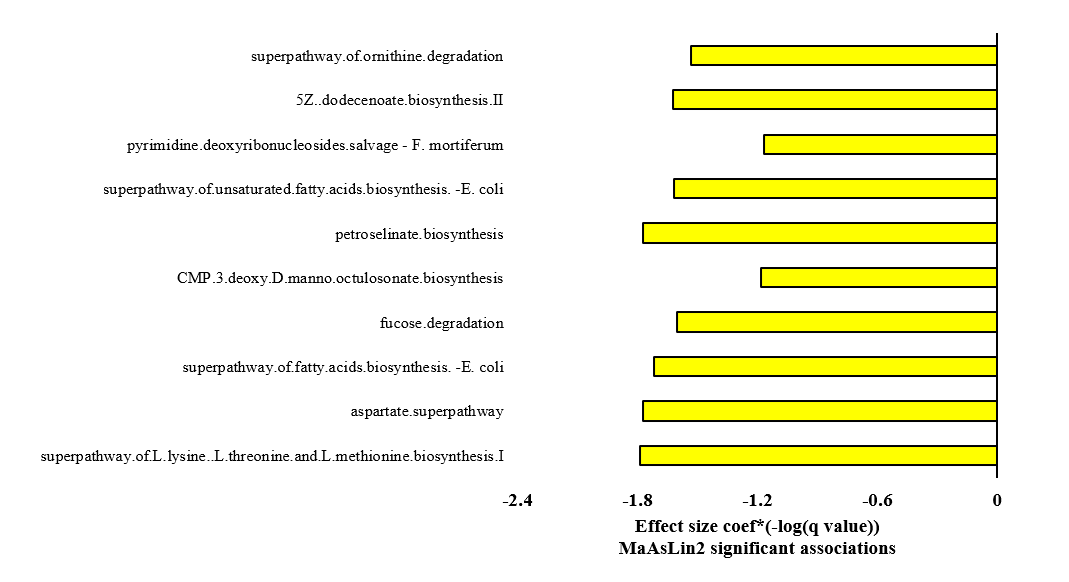 superpathway.of.ornithine.degradation
5Z..dodecenoate.biosynthesis.II
pyrimidine.deoxyribonucleosides.salvage - F. mortiferum
superpathway.of.unsaturated.fatty.acids.biosynthesis. -E. coli
petroselinate.biosynthesis
CMP.3.deoxy.D.manno.octulosonate.biosynthesis
fucose.degradation
superpathway.of.fatty.acids.biosynthesis. -E. coli
aspartate.superpathway
superpathway.of.L.lysine..L.threonine.and.L.methionine.biosynthesis.I
-2.4 -1.8 -1.2 -0.6 0
Effect size coef*(-log(q value))
MaAsLin2 significant associations